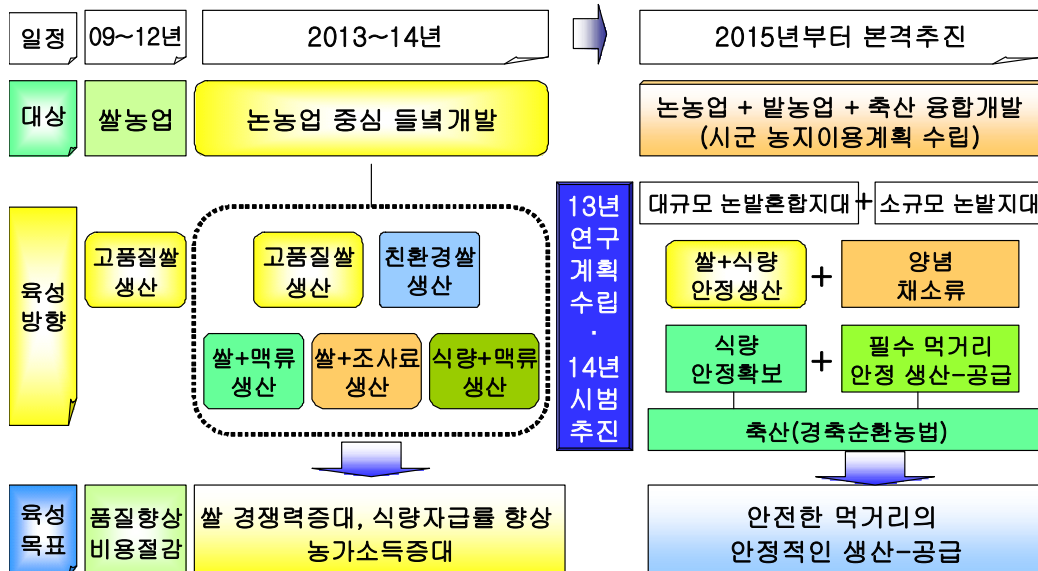 일정
09~12년
2013~14년
2015년부터 본격추진
대상
쌀농업
논농업 중심 들녘개발
논농업 + 밭농업 + 축산 융합개발
(시군 농지이용계획 수립)
육성
방향
고품질쌀
생산
고품질쌀
생산
친환경쌀
생산
쌀+맥류
생산
쌀+조사료
생산
식량+맥류
생산
13년
연구
계획
수립
·
14년
시범
추진
대규모 논밭혼합지대 + 소규모 논밭지대
쌀+식량
안정생산
+
양념
채소류
식량
안정확보
+
필수 먹거리
안정 생산-공급
축산(경축순환농법)
육성
목표
품질향상
비용절감
쌀 경쟁력증대, 식량자급률 향상
농가소득증대
안전한 먹거리의
안정적인 생산-공급